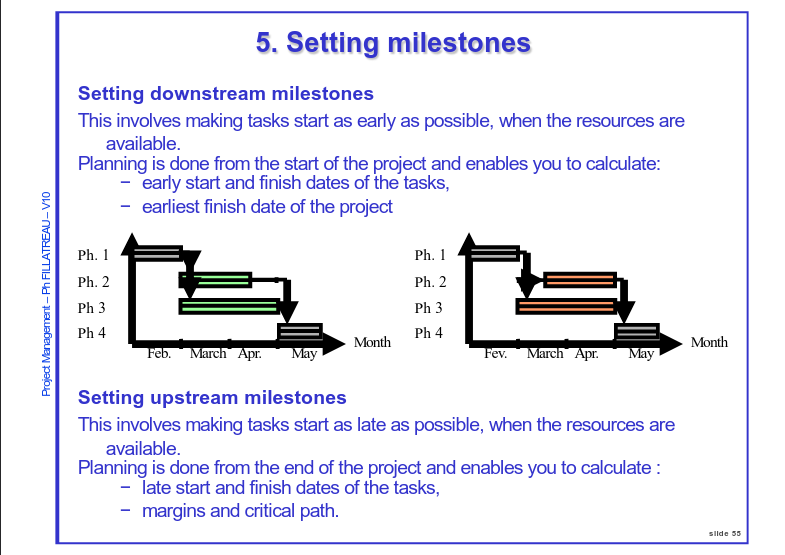 5. Setting milestones
Setting downstream milestones
This involves making tasks start as early as possible, when the resources are
available.
Planning is done from the start of the project and enables you to calculate:
− early start and finish dates of the tasks,
− earliest finish date of the project
Ph. 1
Ph. 2
Ph 3
Ph 4
Feb. March Apr. May Month
Ph. 1
Ph. 2
Ph 3
Ph 4
Fev. March Apr. May Month
Setting upstream milestones
This involves making tasks start as late as possible, when the resources are
available.
Planning is done from the end of the project and enables you to calculate :
− late start and finish dates of the tasks,
− margins and critical path.
Project Management – Ph FILLATREAU – V10
slide 55